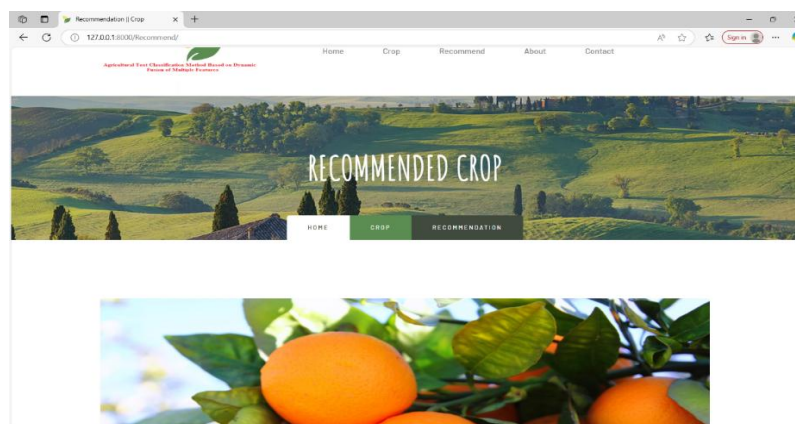 Recommendation || Crop
127.0.0.1:8000/Recommend/
Sign in
Home Crop Recommend About Contact
Agricultural Text Classification Method Based on Dynamic
Fusion of Multiple Features
RECOMMENDED CROP
HOME CROP RECOMMENDATION